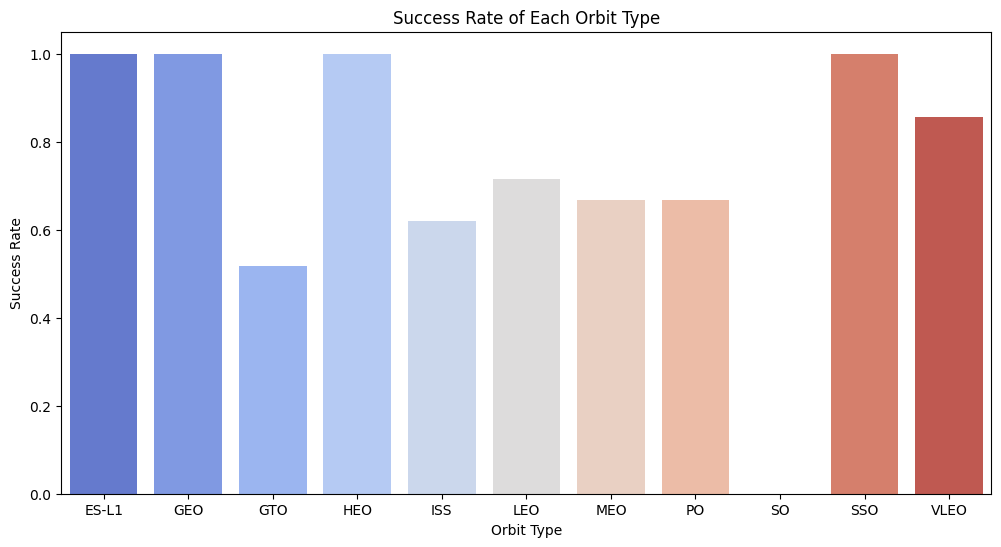 Success Rate of Each Orbit Type
1.0
0.8
0.6
0.4
0.2
0.0
Success Rate
ES-L1 GEO GTO HEO ISS LEO MEO PO SO SSO VLEO
Orbit Type